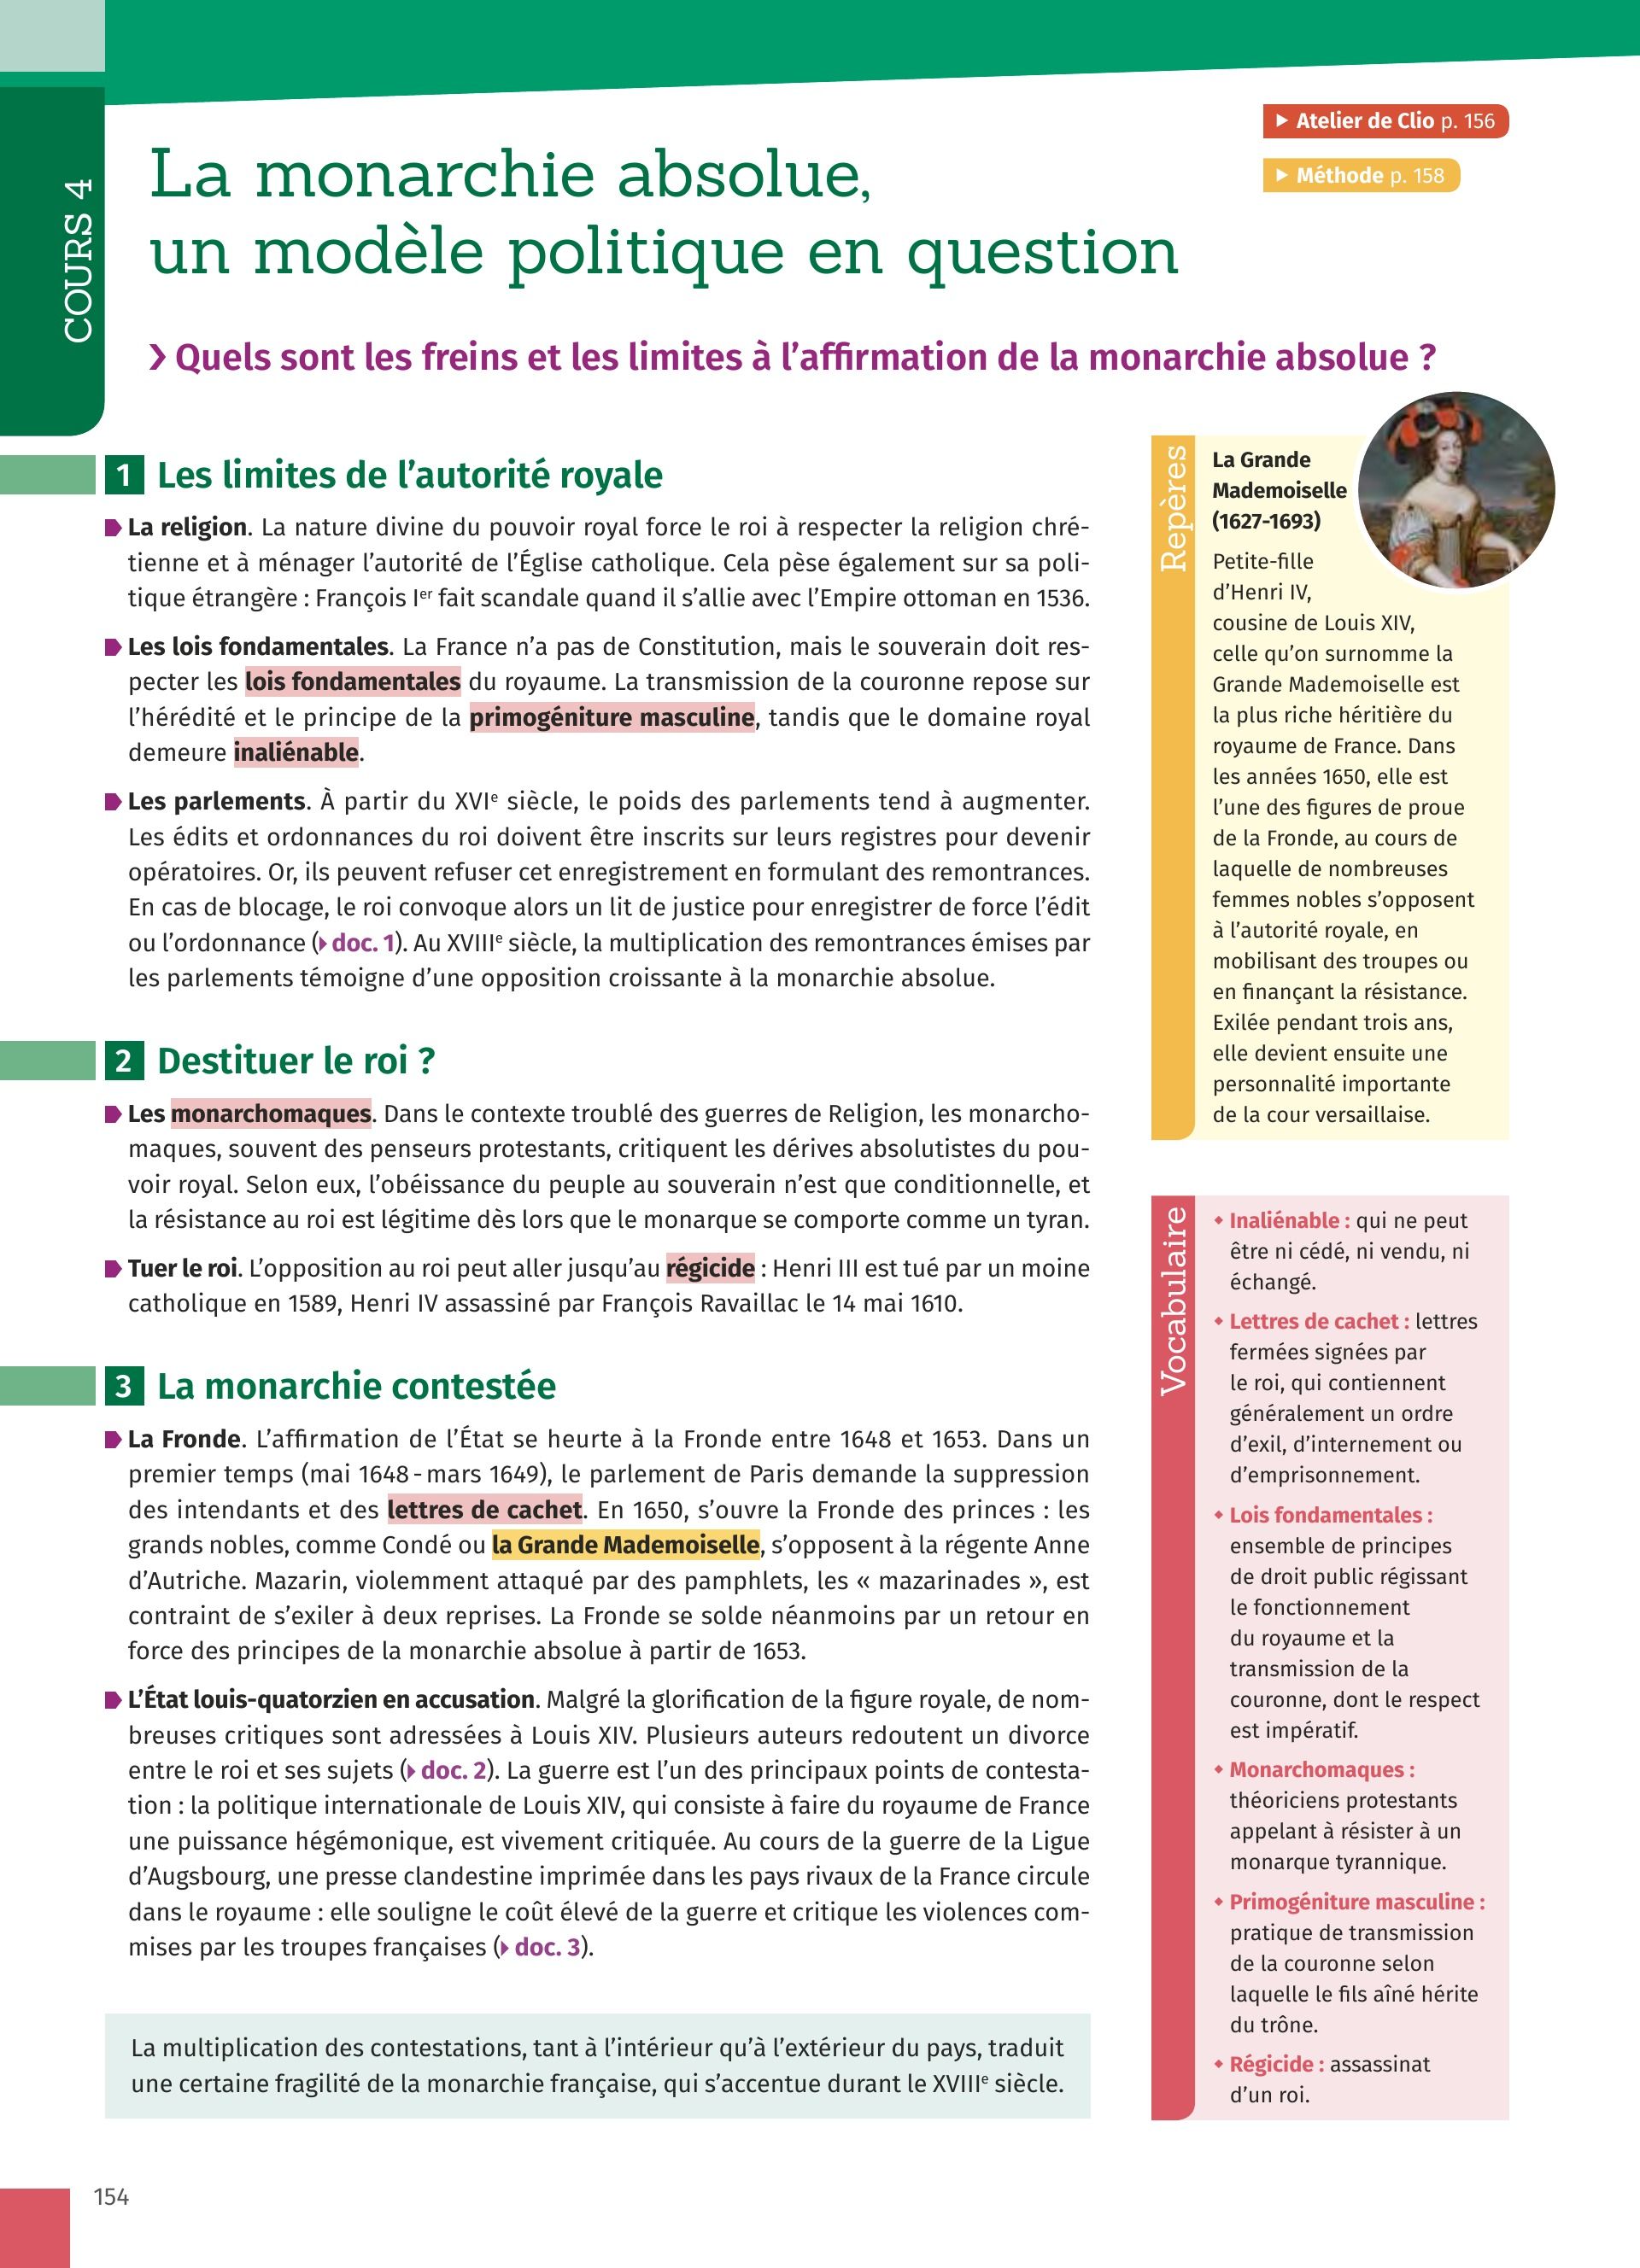 COURS 4
▶ Atelier de Clio p. 156
▶ Méthode p. 158
La monarchie absolue,
un modèle politique en question
Quels sont les freins et les limites à l’affirmation de la monarchie absolue ?
1 Les limites de l’autorité royale
La religion. La nature divine du pouvoir royal force le roi à respecter la religion chré-
tienne et à ménager l’autorité de l’Église catholique. Cela pèse également sur sa poli-
tique étrangère : François Ier fait scandale quand il s’allie avec l’Empire ottoman en 1536.
Les lois fondamentales. La France n’a pas de Constitution, mais le souverain doit res-
pecter les lois fondamentales du royaume. La transmission de la couronne repose sur
l’hérédité et le principe de la primogéniture masculine, tandis que le domaine royal
demeure inaliénable.
Les parlements. À partir du XVIe siècle, le poids des parlements tend à augmenter.
Les édits et ordonnances du roi doivent être inscrits sur leurs registres pour devenir
opératoires. Or, ils peuvent refuser cet enregistrement en formulant des remontrances.
En cas de blocage, le roi convoque alors un lit de justice pour enregistrer de force l’édit
ou l’ordonnance (doc. 1). Au XVIIIe siècle, la multiplication des remontrances émises par
les parlements témoigne d’une opposition croissante à la monarchie absolue.
2 Destituer le roi ?
Les monarchomaques. Dans le contexte troublé des guerres de Religion, les monarcho-
maques, souvent des penseurs protestants, critiquent les dérives absolutistes du pou-
voir royal. Selon eux, l’obéissance du peuple au souverain n’est que conditionnelle, et
la résistance au roi est légitime dès lors que le monarque se comporte comme un tyran.
Tuer le roi. L’opposition au roi peut aller jusqu’au régicide : Henri III est tué par un moine
catholique en 1589, Henri IV assassiné par François Ravaillac le 14 mai 1610.
3 La monarchie contestée
La Fronde. L’affirmation de l’État se heurte à la Fronde entre 1648 et 1653. Dans un
premier temps (mai 1648 - mars 1649), le parlement de Paris demande la suppression
des intendants et des lettres de cachet. En 1650, s’ouvre la Fronde des princes : les
grands nobles, comme Condé ou la Grande Mademoiselle, s’opposent à la régente Anne
d’Autriche. Mazarin, violemment attaqué par des pamphlets, les « mazarinades », est
contraint de s’exiler à deux reprises. La Fronde se solde néanmoins par un retour en
force des principes de la monarchie absolue à partir de 1653.
L’État louis-quatorzien en accusation. Malgré la glorification de la figure royale, de nom-
breuses critiques sont adressées à Louis XIV. Plusieurs auteurs redoutent un divorce
entre le roi et ses sujets (doc. 2). La guerre est l’un des principaux points de contesta-
tion : la politique internationale de Louis XIV, qui consiste à faire du royaume de France
une puissance hégémonique, est vivement critiquée. Au cours de la guerre de la Ligue
d’Augsbourg, une presse clandestine imprimée dans les pays rivaux de la France circule
dans le royaume : elle souligne le coût élevé de la guerre et critique les violences com-
mises par les troupes françaises (doc. 3).
La multiplication des contestations, tant à l’intérieur qu’à l’extérieur du pays, traduit
une certaine fragilité de la monarchie française, qui s’accentue durant le XVIIIe siècle.
Repères
La Grande
Mademoiselle
(1627-1693)
Petite-fille
d’Henri IV,
cousine de Louis XIV,
celle qu’on surnomme la
Grande Mademoiselle est
la plus riche héritière du
royaume de France. Dans
les années 1650, elle est
l’une des figures de proue
de la Fronde, au cours de
laquelle de nombreuses
femmes nobles s’opposent
à l’autorité royale, en
mobilisant des troupes ou
en finançant la résistance.
Exilée pendant trois ans,
elle devient ensuite une
personnalité importante
de la cour versaillaise.
Vocabulaire
• Inaliénable : qui ne peut
être ni cédé, ni vendu, ni
échangé.
• Lettres de cachet : lettres
fermées signées par
le roi, qui contiennent
généralement un ordre
d’exil, d’internement ou
d’emprisonnement.
• Lois fondamentales :
ensemble de principes
de droit public régissant
le fonctionnement
du royaume et la
transmission de la
couronne, dont le respect
est impératif.
• Monarchomaques :
théoriciens protestants
appelant à résister à un
monarque tyrannique.
• Primogéniture masculine :
pratique de transmission
de la couronne selon
laquelle le fils aîné hérite
du trône.
• Régicide : assassinat
d’un roi.
154